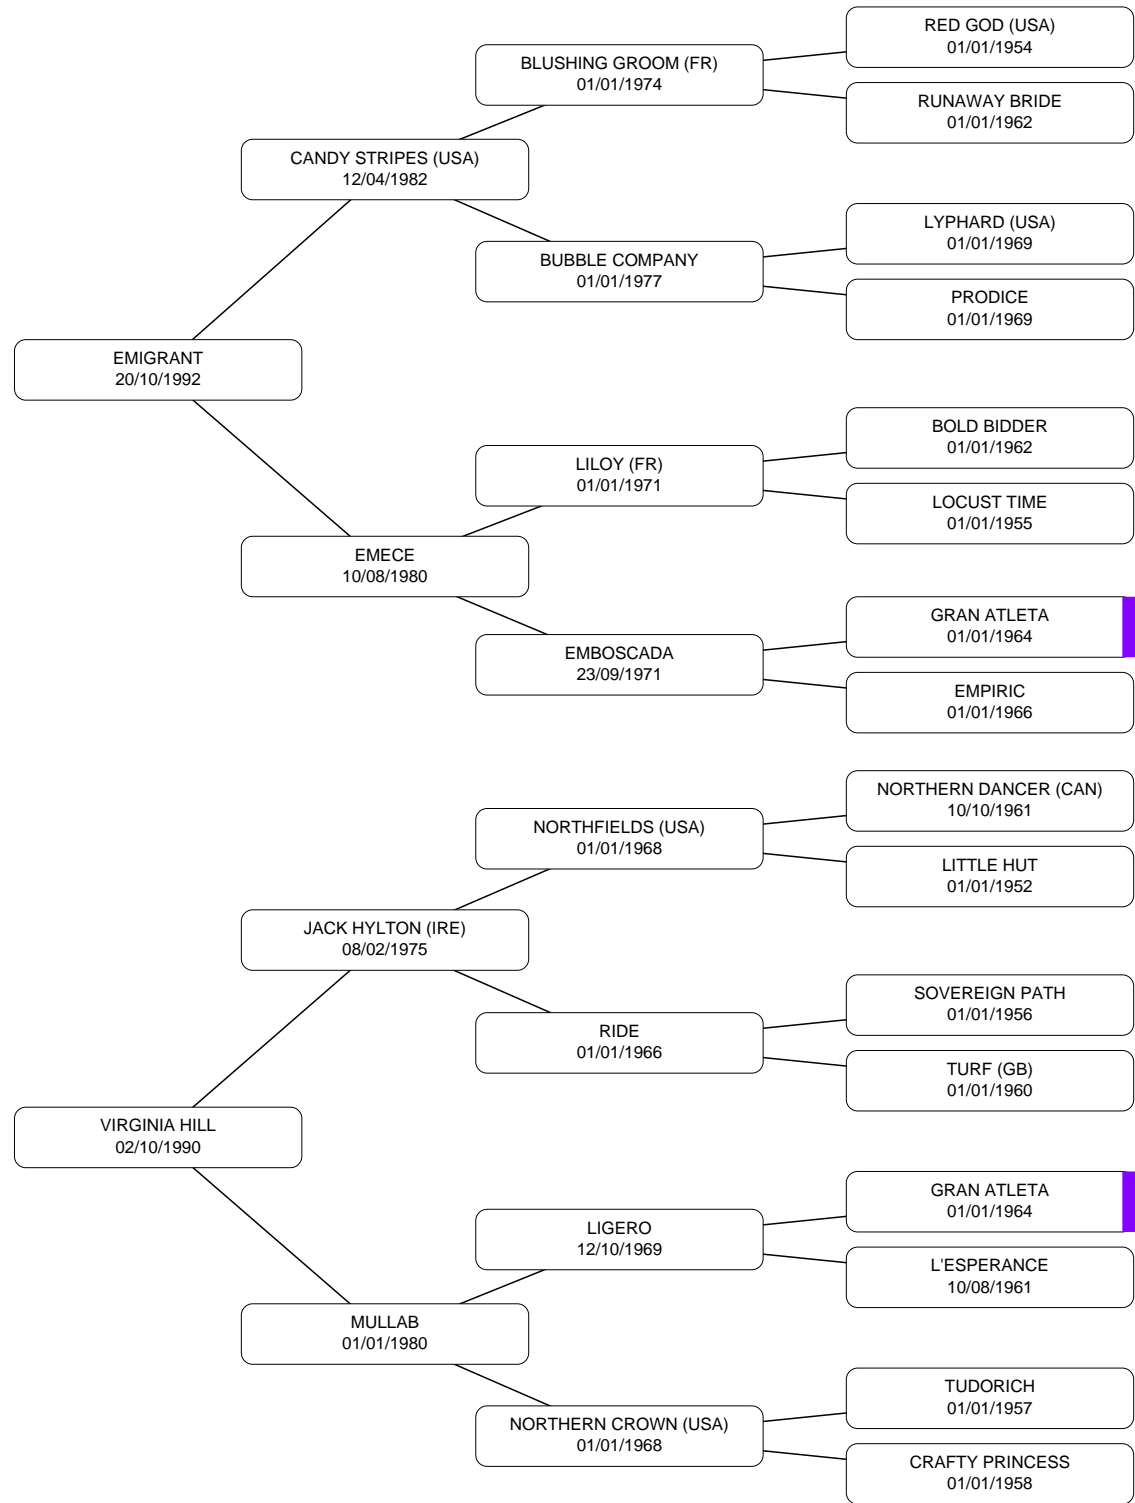 RED GOD (USA)
01/01/1954
BLUSHING GROOM (FR)
01/01/1974
RUNAWAY BRIDE
01/01/1962
CANDY STRIPES (USA)
12/04/1982
LYPHARD (USA)
01/01/1969
BUBBLE COMPANY
01/01/1977
PRODICE
01/01/1969
EMIGRANT
20/10/1992
BOLD BIDDER
01/01/1962
LILOY (FR)
01/01/1971
LOCUST TIME
01/01/1955
EMECE
10/08/1980
GRAN ATLETA
01/01/1964
EMBOSCADA
23/09/1971
EMPIRIC
01/01/1966
NORTHERN DANCER (CAN)
10/10/1961
NORTHFIELDS (USA)
01/01/1968
LITTLE HUT
01/01/1952
JACK HYLTON (IRE)
08/02/1975
SOVEREIGN PATH
01/01/1956
RIDE
01/01/1966
TURF (GB)
01/01/1960
VIRGINIA HILL
02/10/1990
GRAN ATLETA
01/01/1964
LIGERO
12/10/1969
L'ESPERANCE
10/08/1961
MULLAB
01/01/1980
TUDORICH
01/01/1957
NORTHERN CROWN (USA)
01/01/1968
CRAFTY PRINCESS
01/01/1958